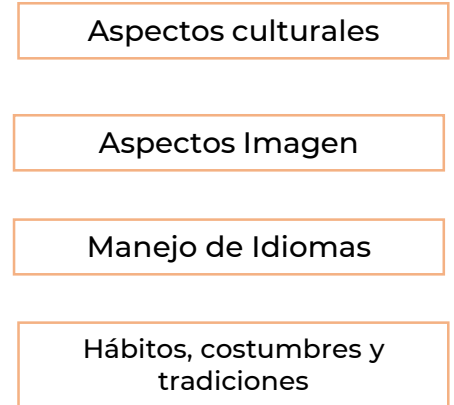 Aspectos culturales
Aspectos Imagen
Manejo de Idiomas
Hábitos, costumbres y
tradiciones